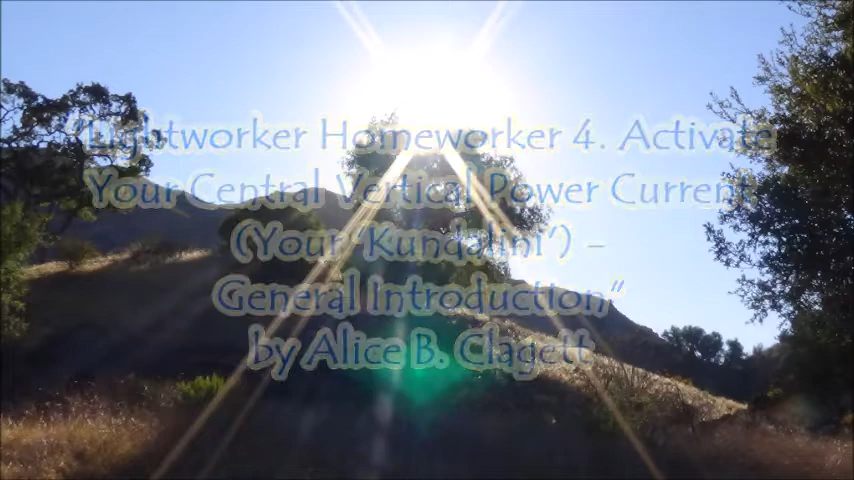 "Lightworker Homeworker 4. Activate
Your Central Vertical Power Current
(Your 'Kundalini') –
General Introduction"
by Alice B. Clagett